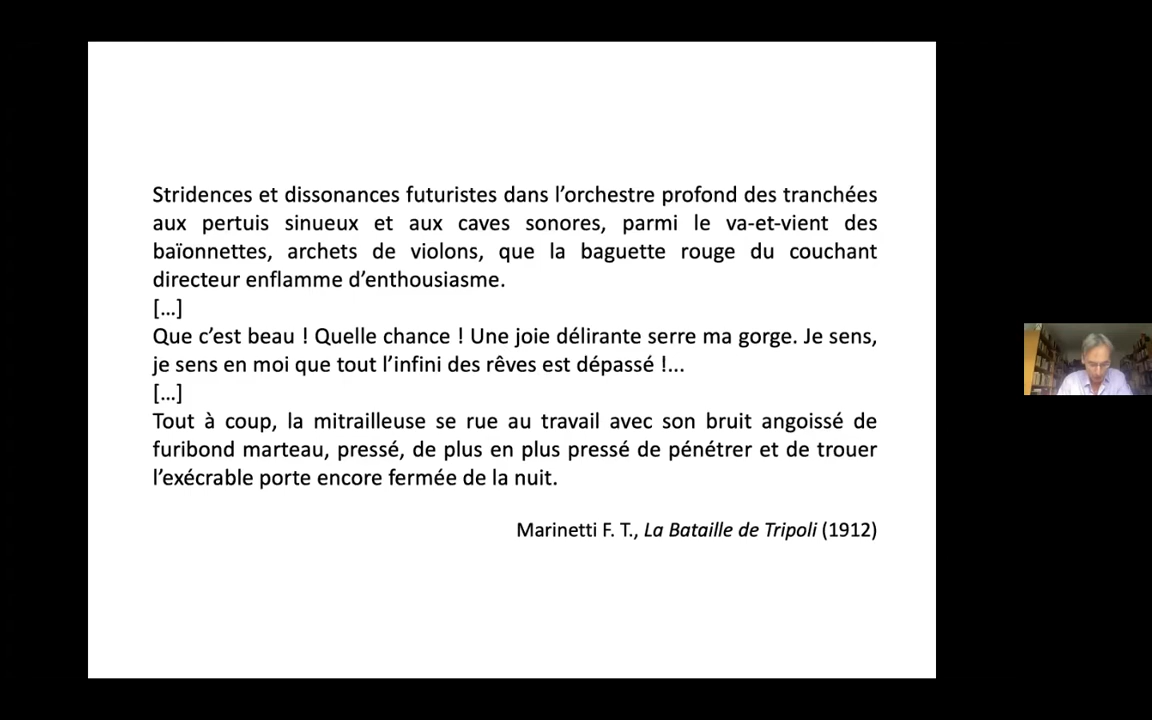 Stridences et dissonances futuristes dans l’orchestre profond des tranchées
aux pertuis sinueux et aux caves sonores, parmi le va-et-vient des
baïonnettes, archets de violons, que la baguette rouge du couchant
directeur enflamme d’enthousiasme.
[…]
Que c’est beau ! Quelle chance ! Une joie délirante serre ma gorge. Je sens,
je sens en moi que tout l’infini des rêves est dépassé !...
[…]
Tout à coup, la mitrailleuse se rue au travail avec son bruit angoissé de
furibond marteau, pressé, de plus en plus pressé de pénétrer et de trouer
l’exécrable porte encore fermée de la nuit.
Marinetti F. T., La Bataille de Tripoli (1912)